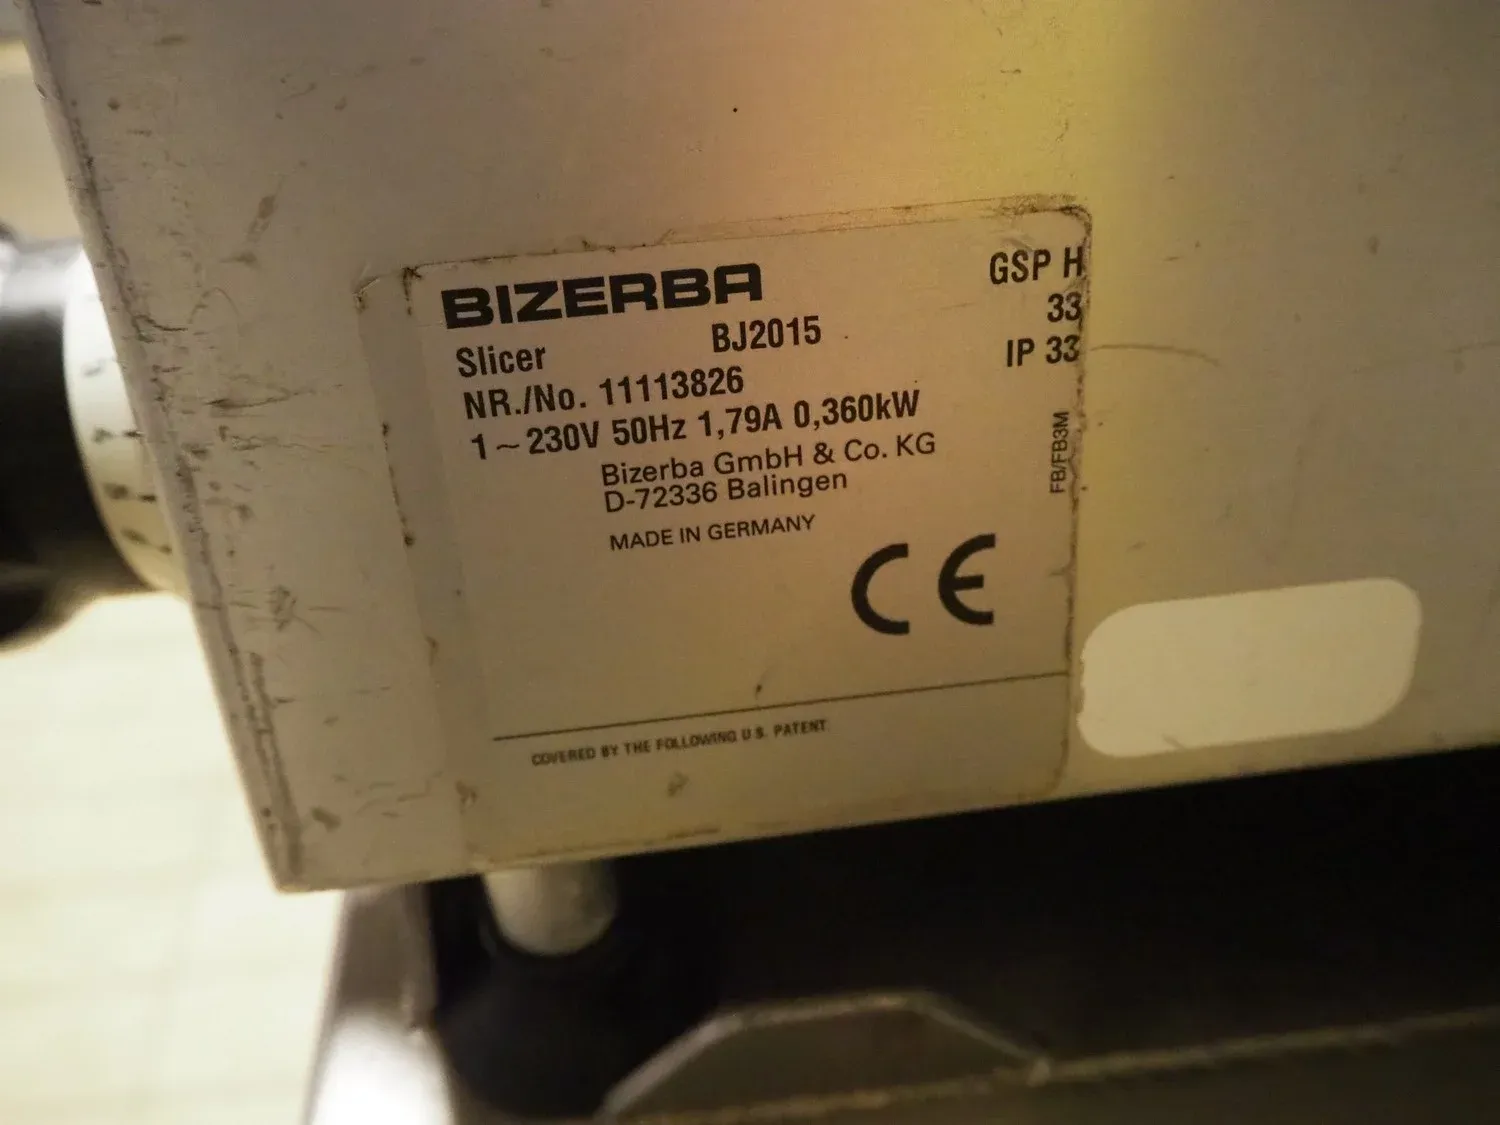 BIZERBA
GSP H
Slicer BJ2015
33
NR./No. 11113826
IP 33
1~230V 50Hz 1,79A 0,360kW
Bizerba GmbH & Co. KG
D-72336 Balingen
FB/FB3M
MADE IN GERMANY
CE
COVERED BY THE FOLLOWING U.S. PATENT